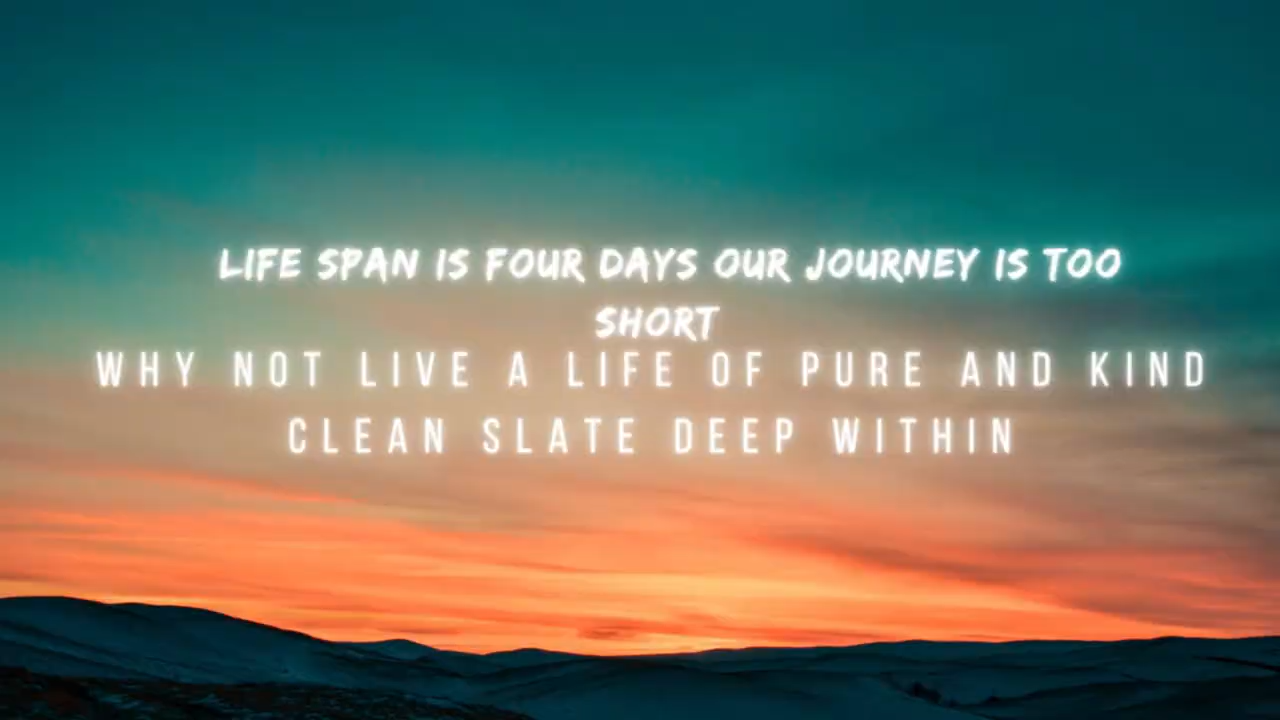 LIFE SPAN IS FOUR DAYS OUR JOURNEY IS TOO
SHORT
WHY NOT LIVE A LIFE OF PURE AND KIND
CLEAN SLATE DEEP WITHIN